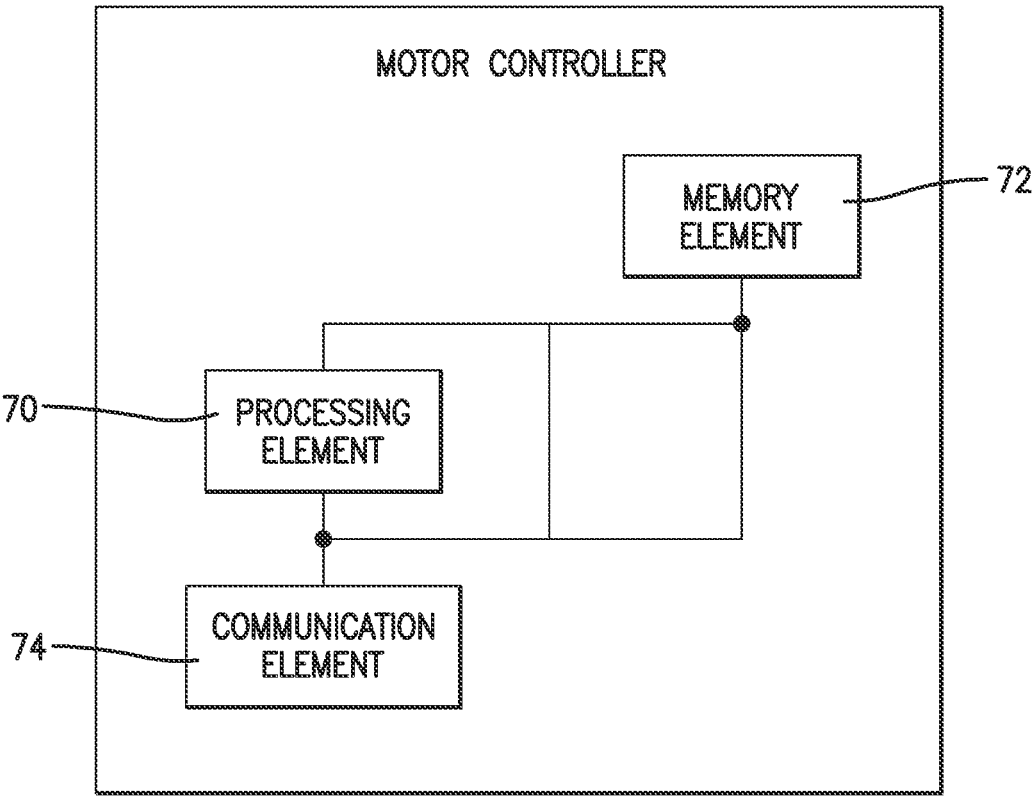 MOTOR CONTROLLER
MEMORY
ELEMENT
72
70
PROCESSING
ELEMENT
74
COMMUNICATION
ELEMENT